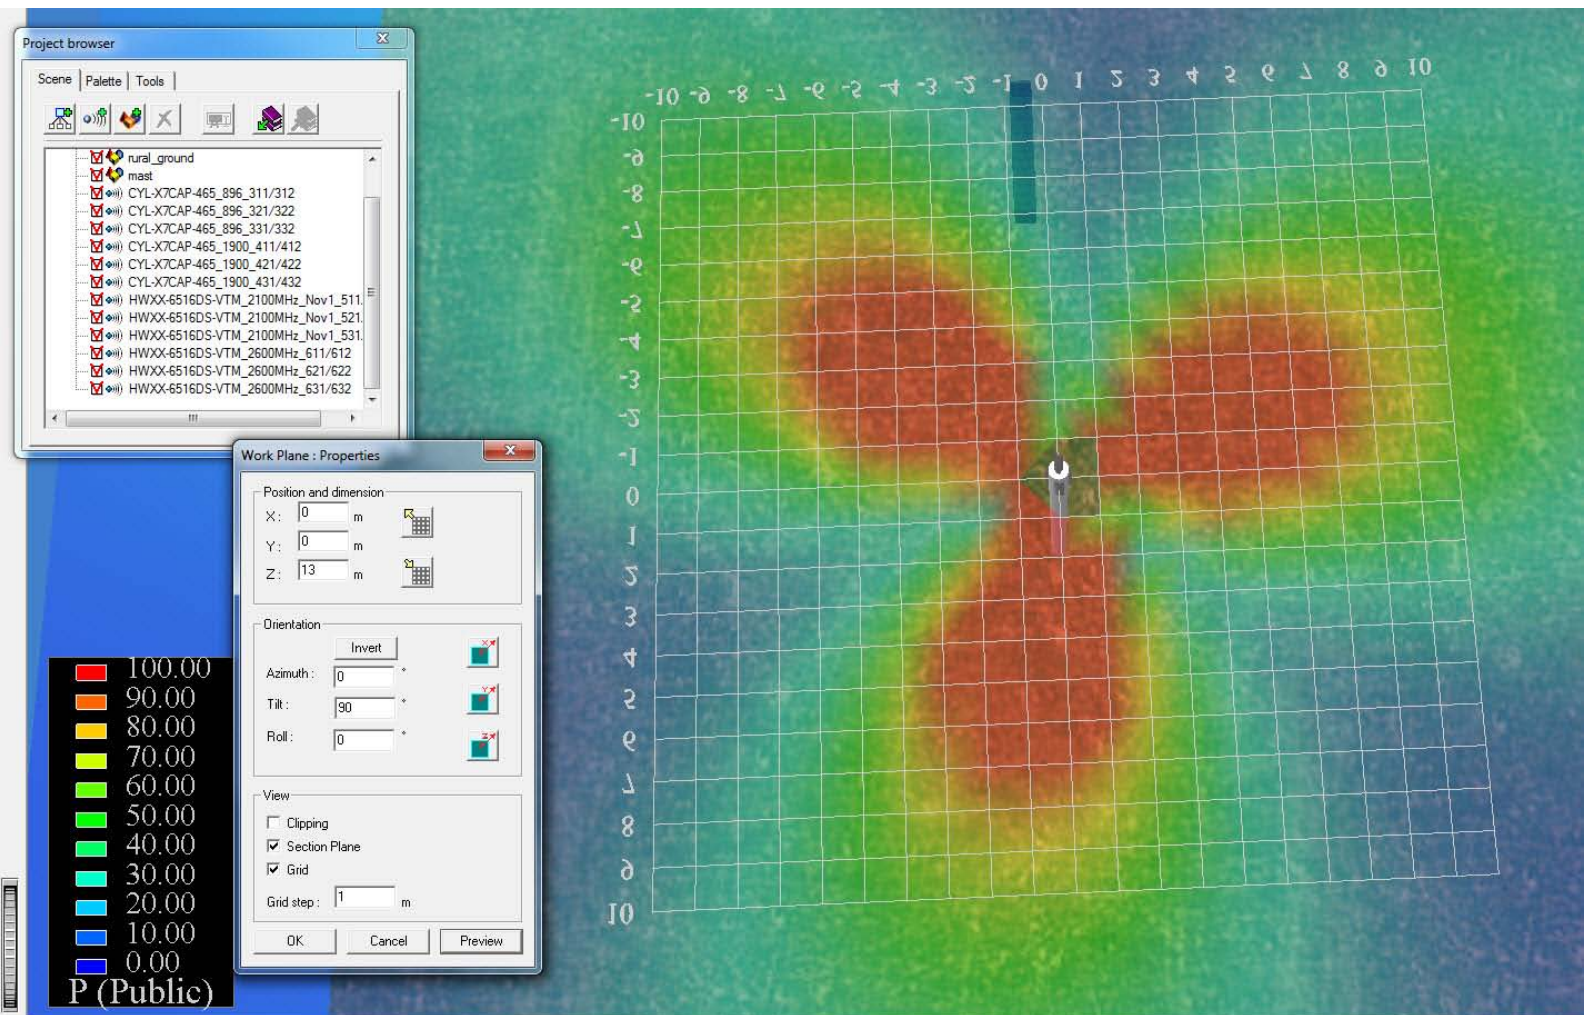 Project browser
Scene Palette Tools
rural_ground
mast
CYL-X7CAP-465_896_311/312
CYL-X7CAP-465_896_321/322
CYL-X7CAP-465_896_331/332
CYL-X7CAP-465_1900_411/412
CYL-X7CAP-465_1900_421/422
CYL-X7CAP-465_1900_431/432
HWXX-6516DS-VTM_2100MHz_Nov1_511.
HWXX-6516DS-VTM_2100MHz_Nov1_521.
HWXX-6516DS-VTM_2100MHz_Nov1_531.
HWXX-6516DS-VTM_2600MHz_611/612
HWXX-6516DS-VTM_2600MHz_621/622
HWXX-6516DS-VTM_2600MHz_631/632
Work Plane : Properties
Position and dimension
X : 0 m
Y : 0 m
Z : 13 m
Orientation
Invert
Azimuth : 0 °
Tilt : 90 °
Roll : 0 °
View
Clipping
Section Plane
Grid
Grid step : 1 m
OK Cancel Preview
100.00
90.00
80.00
70.00
60.00
50.00
40.00
30.00
20.00
10.00
0.00
P (Public)
-10 -9 -8 -7 -6 -5 -4 -3 -2 -1 0 1 2 3 4 5 6 7 8 9 10
-10
-9
-8
-7
-6
-5
-4
-3
-2
-1
0
1
2
3
4
5
6
7
8
9
10